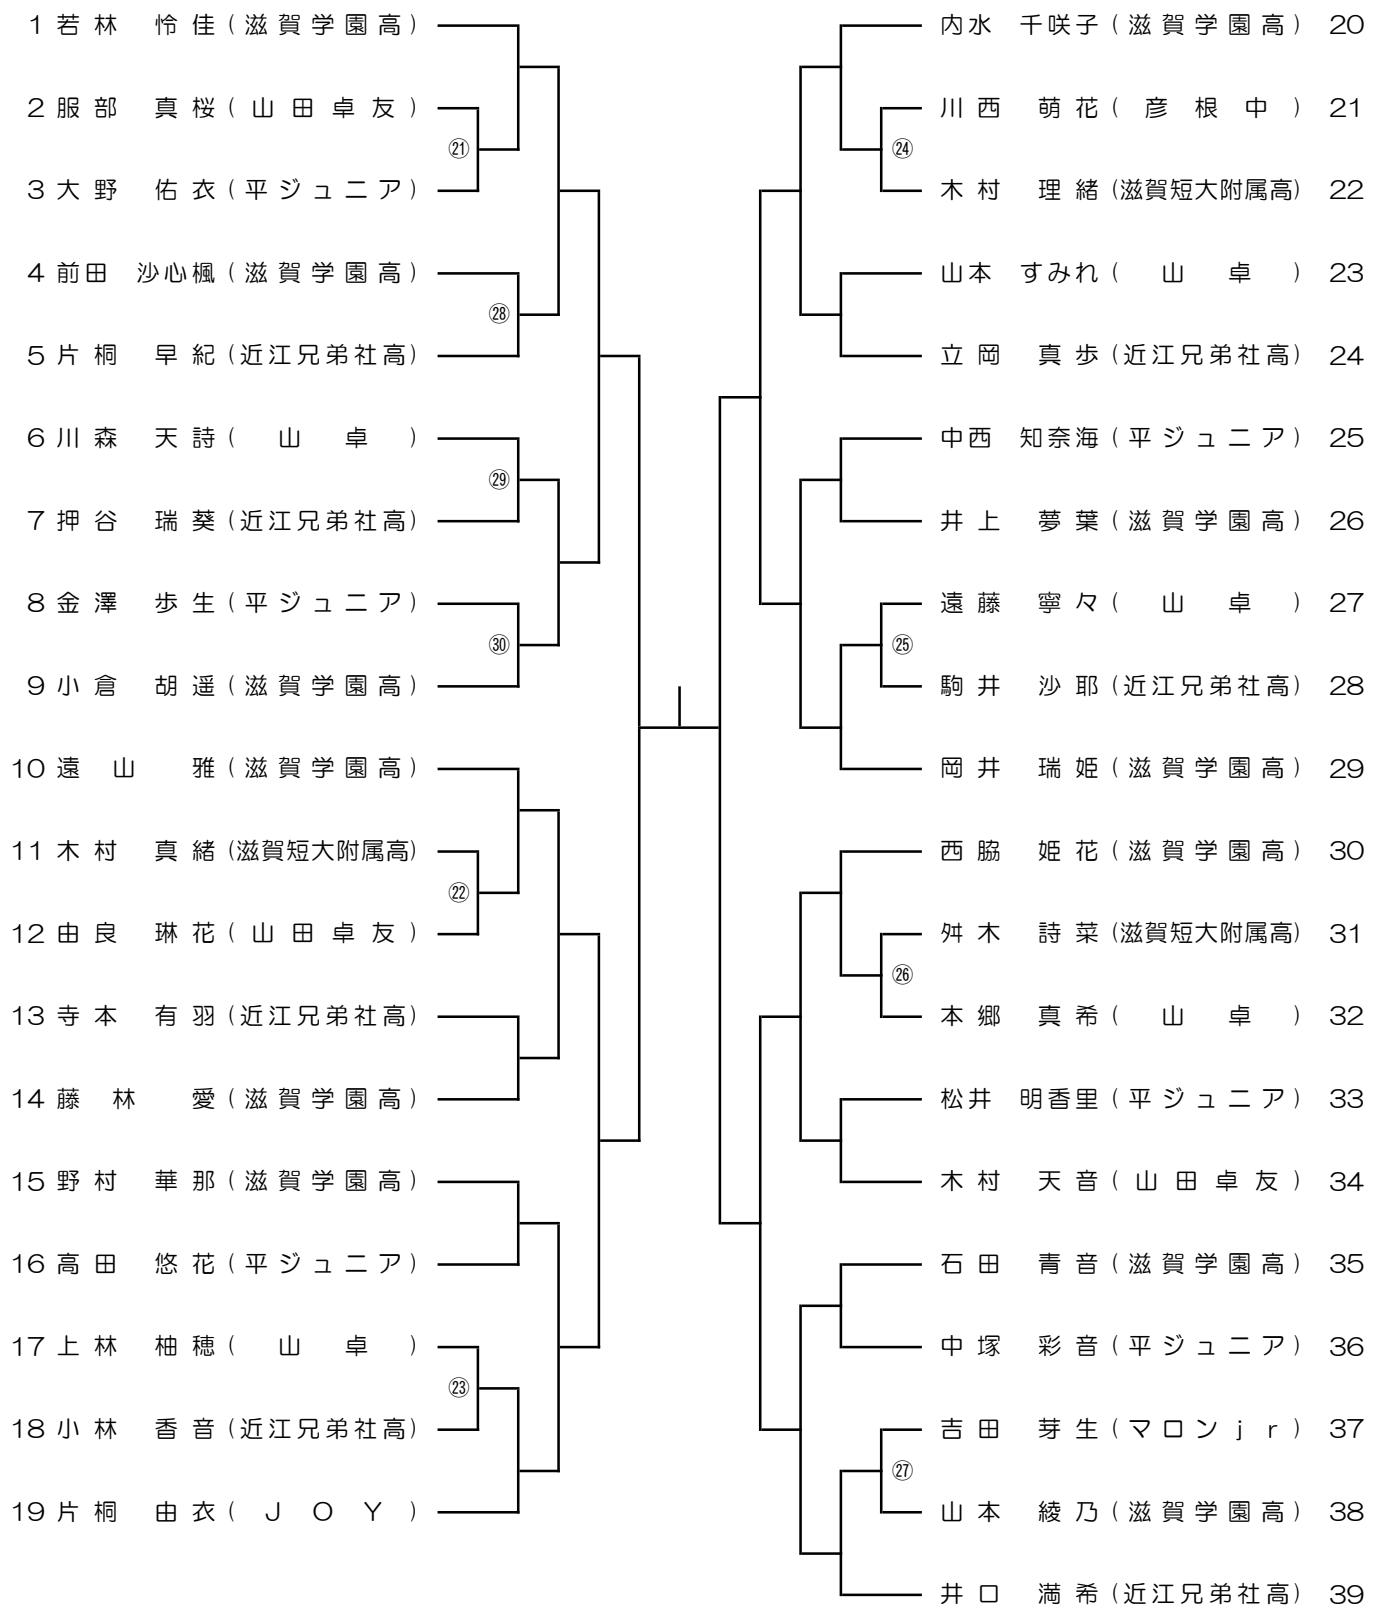 1 若林 怜佳 (滋賀学園高)
2 服部 真桜 (山田卓友)
㉑
3 大野 佑衣 (平ジュニア)
4 前田 沙心楓 (滋賀学園高)
㉘
5 片桐 早紀 (近江兄弟社高)
6 川森 天詩 (山卓)
㉙
7 押谷 瑞葵 (近江兄弟社高)
8 金澤 歩生 (平ジュニア)
㉚
9 小倉 胡遥 (滋賀学園高)
10 遠山 雅 (滋賀学園高)
11 木村 真緒 (滋賀短大附属高)
㉒
12 由良 琳花 (山田卓友)
13 寺本 有羽 (近江兄弟社高)
14 藤林 愛 (滋賀学園高)
15 野村 華那 (滋賀学園高)
16 高田 悠花 (平ジュニア)
17 上林 柚穂 (山卓)
㉓
18 小林 香音 (近江兄弟社高)
19 片桐 由衣 (JOY)
内水 千咲子 (滋賀学園高) 20
川西 萌花 (彦根中) 21
㉔
木村 理緒 (滋賀短大附属高) 22
山本 すみれ (山卓) 23
立岡 真歩 (近江兄弟社高) 24
中西 知奈海 (平ジュニア) 25
井上 夢葉 (滋賀学園高) 26
遠藤 寧々 (山卓) 27
㉕
駒井 沙耶 (近江兄弟社高) 28
岡井 瑞姫 (滋賀学園高) 29
西脇 姫花 (滋賀学園高) 30
舛木 詩菜 (滋賀短大附属高) 31
㉖
本郷 真希 (山卓) 32
松井 明香里 (平ジュニア) 33
木村 天音 (山田卓友) 34
石田 青音 (滋賀学園高) 35
中塚 彩音 (平ジュニア) 36
吉田 芽生 (マロンjr) 37
㉗
山本 綾乃 (滋賀学園高) 38
井口 満希 (近江兄弟社高) 39